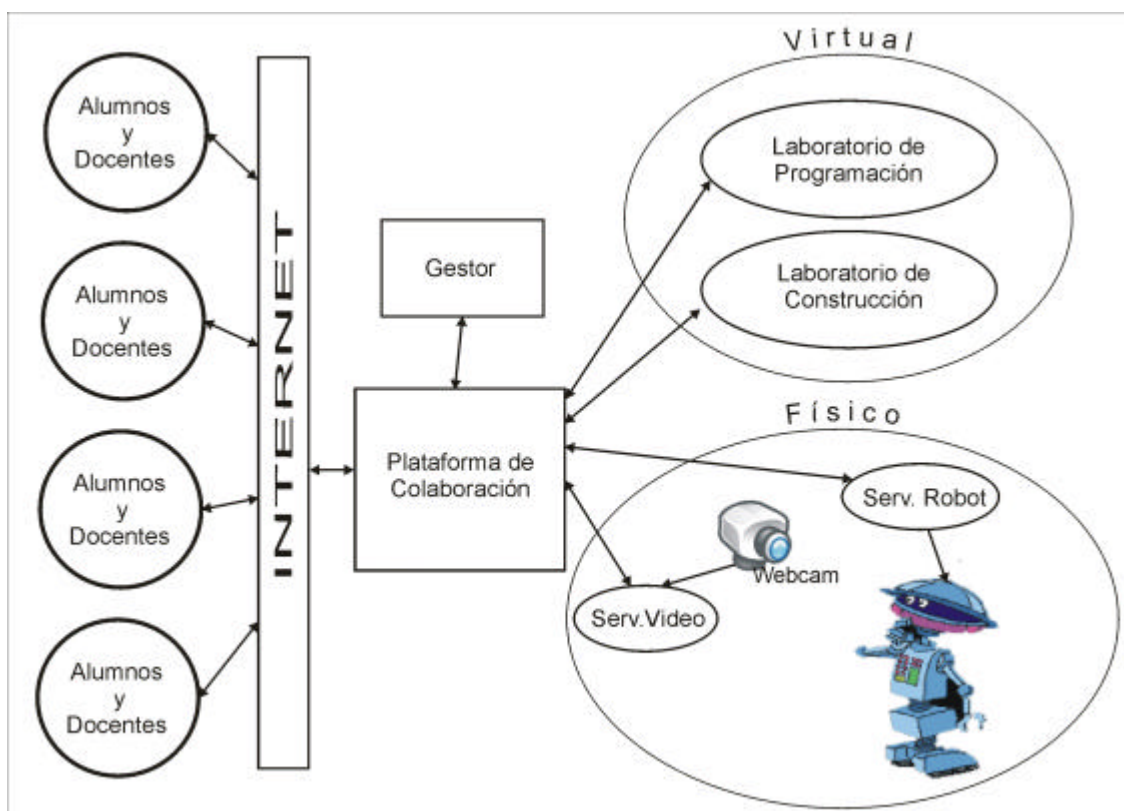 Alumnos
y
Docentes
Alumnos
y
Docentes
Alumnos
y
Docentes
Alumnos
y
Docentes
INTERNET
Gestor
Plataforma de
Colaboración
Virtual
Laboratorio de
Programación
Laboratorio de
Construcción
Físico
Serv. Robot
Webcam
Serv.Video